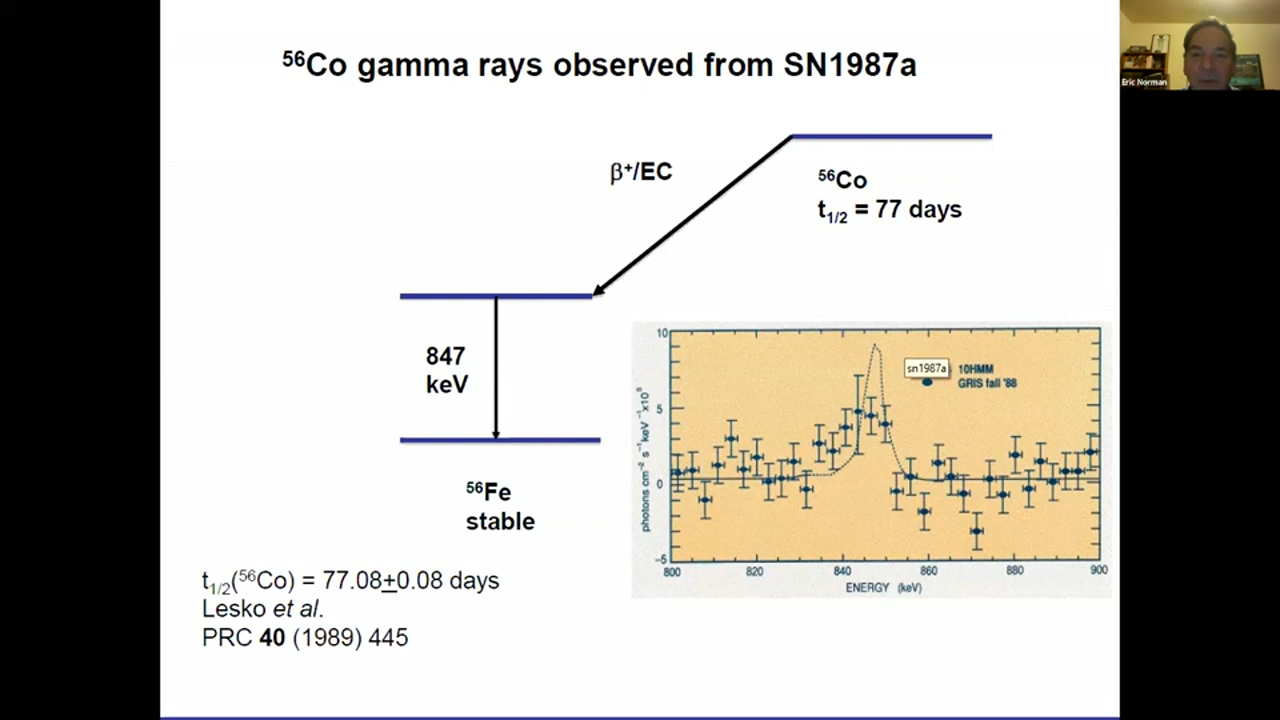 ⁵⁶Co gamma rays observed from SN1987a
Eric Norman
β⁺/EC
⁵⁶Co
t₁/₂ = 77 days
847
keV
⁵⁶Fe
stable
t₁/₂(⁵⁶Co) = 77.08±0.08 days
Lesko et al.
PRC 40 (1989) 445
10
5
0
-5
photons cm⁻² s⁻¹ keV⁻¹ x10⁵
sn1987a
10HMM
GRIS fall '88
800 820 840 860 880 900
ENERGY (keV)